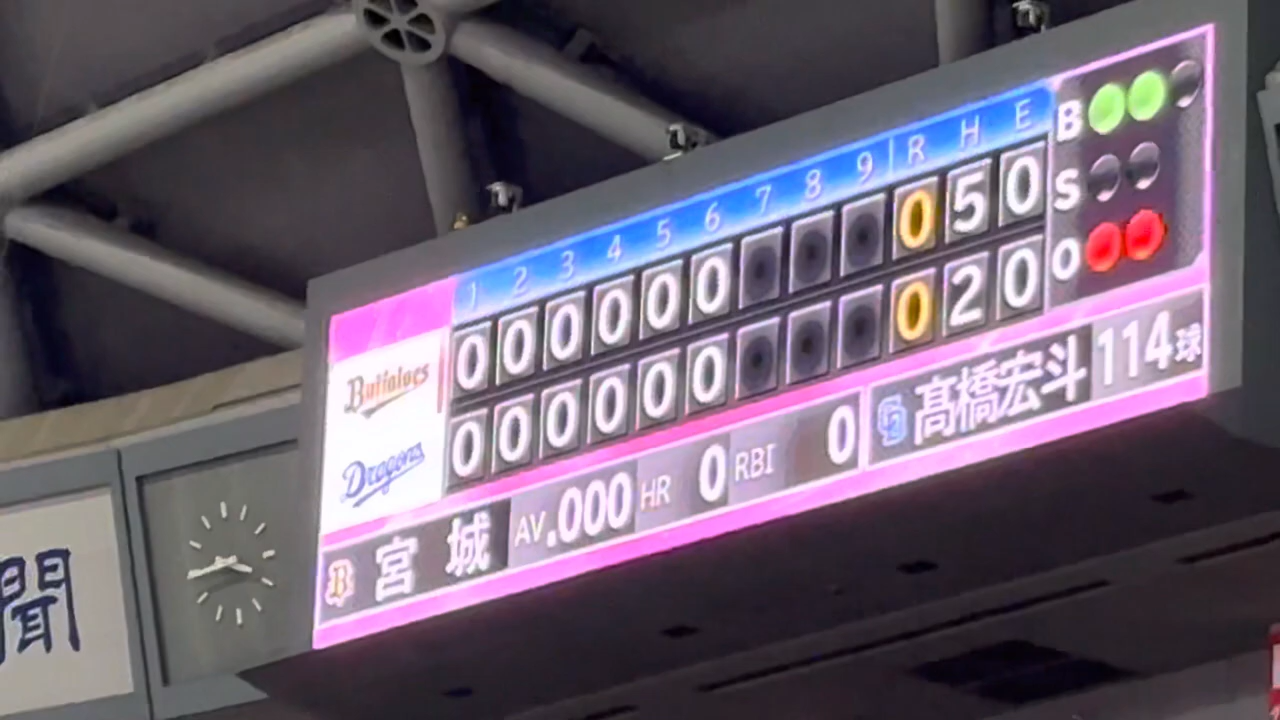 1 2 3 4 5 6 7 8 9 R H E
Buffaloes 0 0 0 0 0 0 0 5 0
Dragons 0 0 0 0 0 0 0 2 0
B
S
O
B 宮城 AV .000 HR 0 RBI 0 CD 髙橋宏斗 114球
聞